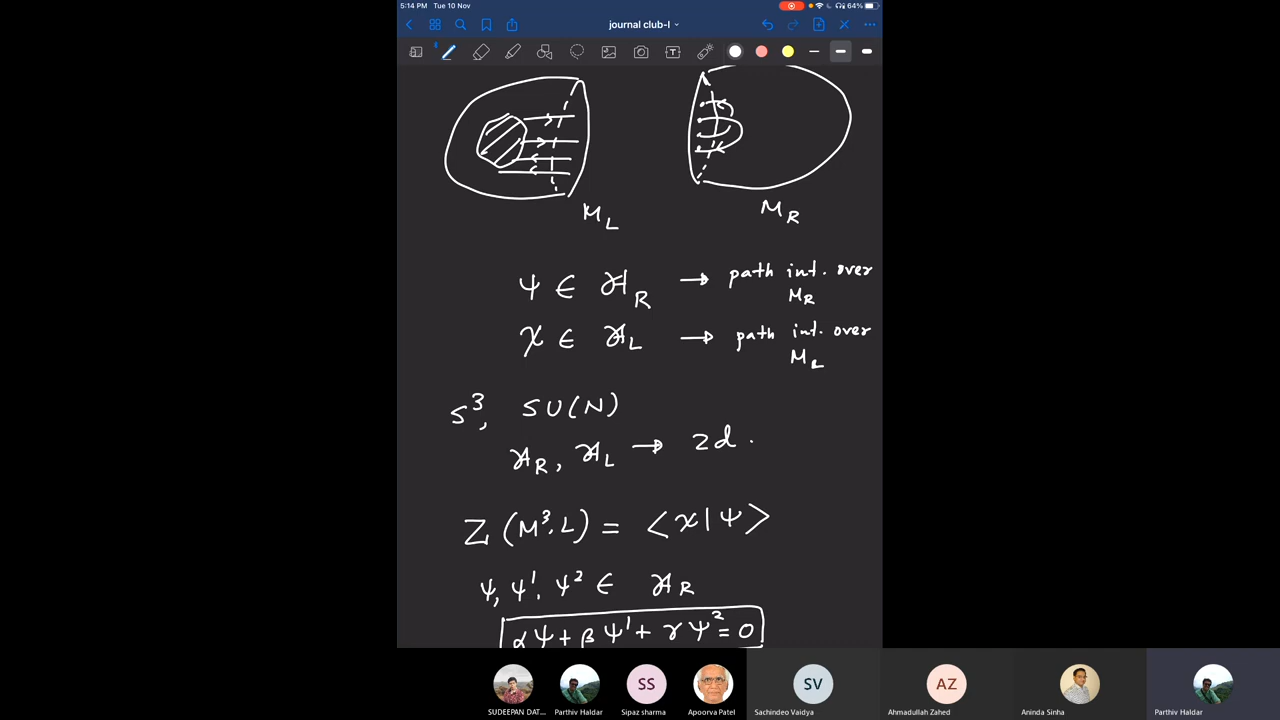 5:14 PM Tue 10 Nov
64%
journal club-I
M_L
M_R
ψ ∈ ℋ_R → path int. over M_R
χ ∈ ℋ_L → path int. over M_L
S³, SU(N)
ℋ_R, ℋ_L → 2d.
Z(M³, L) = ⟨χ|ψ⟩
ψ, ψ¹, ψ² ∈ ℋ_R
αψ + βψ¹ + γψ² = 0
SS
SV
AZ
SUDEEPAN DAT...
Parthiv Haldar
Sipaz sharma
Apoorva Patel
Sachindeo Vaidya
Ahmadullah Zahed
Aninda Sinha
Parthiv Haldar